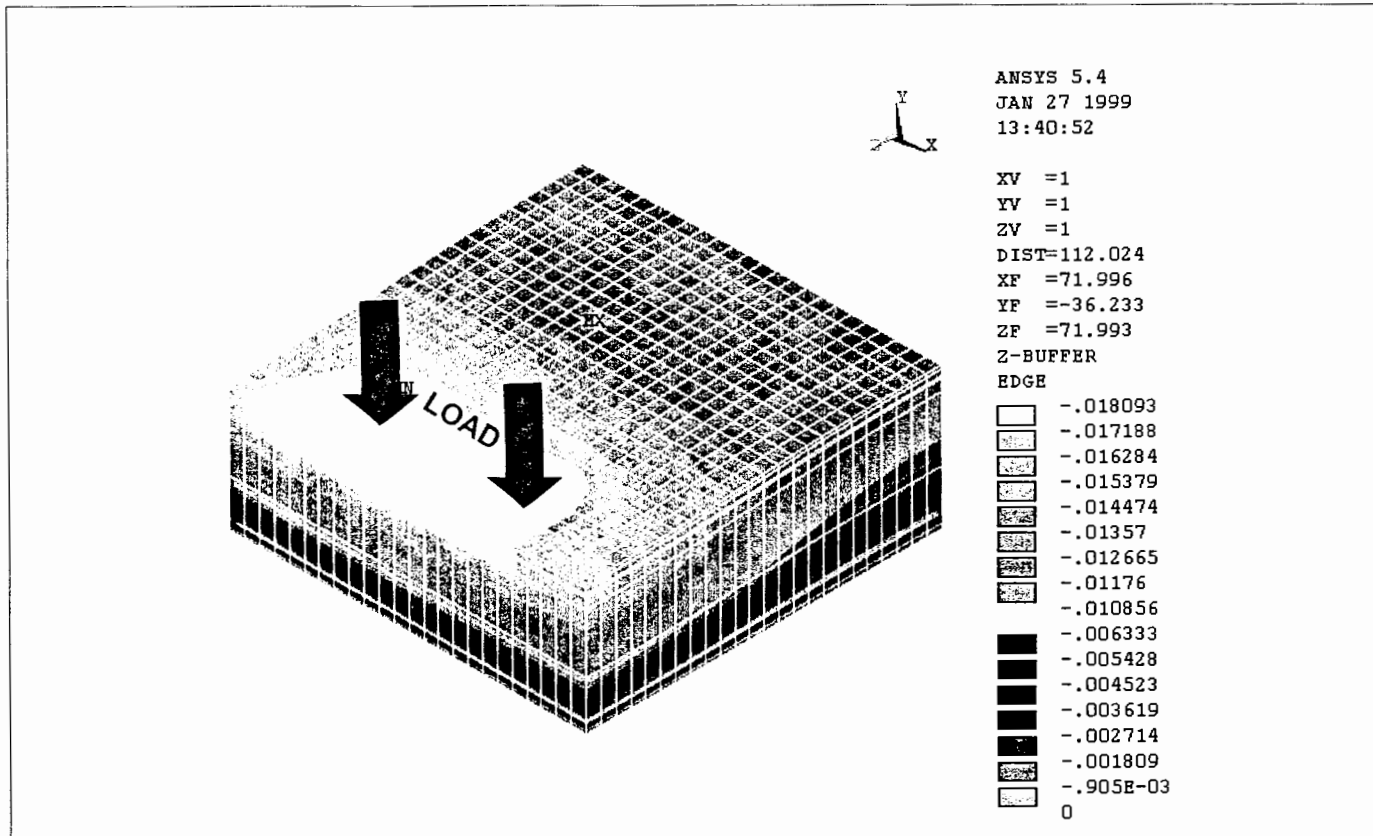 ANSYS 5.4
JAN 27 1999
13:40:52
Y
Z
X
XV =1
YV =1
ZV =1
DIST=112.024
XF =71.996
YF =-36.233
ZF =71.993
Z-BUFFER
EDGE
-.018093
-.017188
-.016284
-.015379
-.014474
-.01357
-.012665
-.01176
-.010856
-.006333
-.005428
-.004523
-.003619
-.002714
-.001809
-.905E-03
0
MX
LOAD